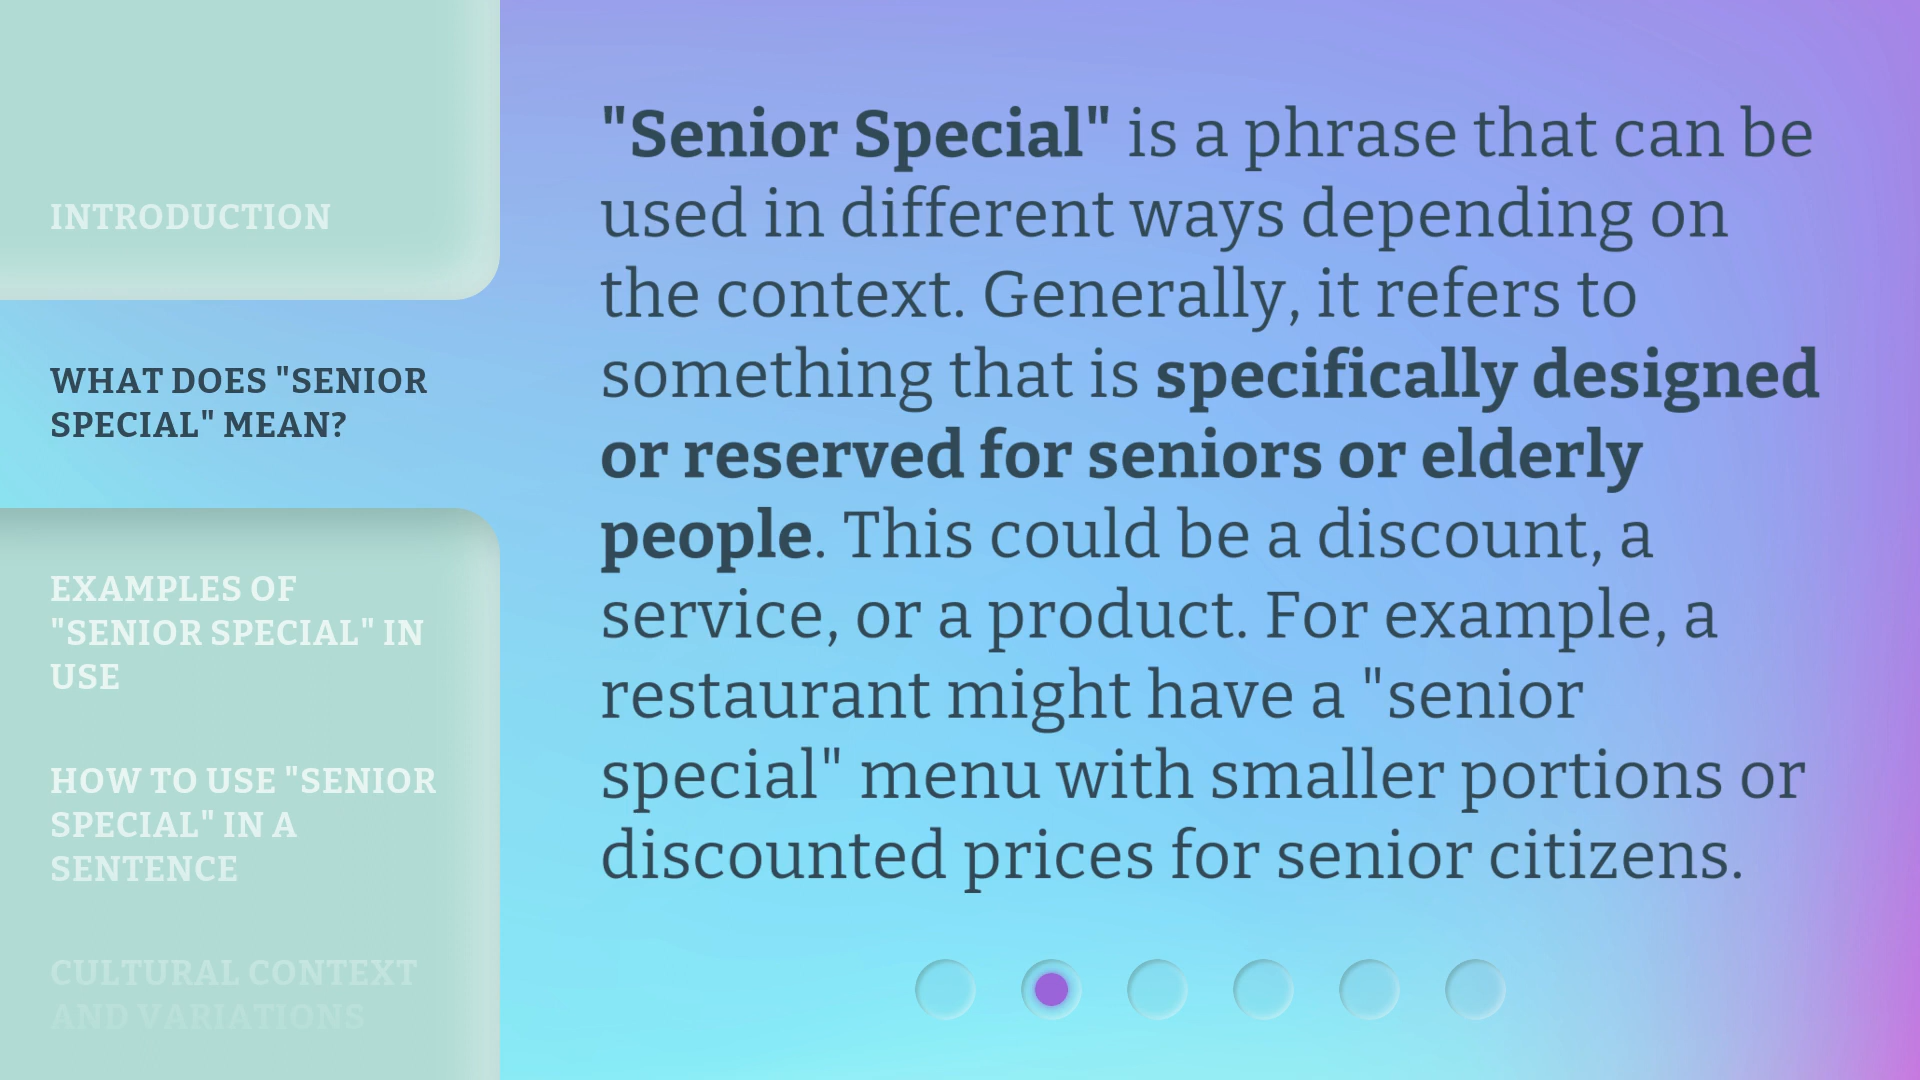 INTRODUCTION
WHAT DOES "SENIOR
SPECIAL" MEAN?
EXAMPLES OF
"SENIOR SPECIAL" IN
USE
HOW TO USE "SENIOR
SPECIAL" IN A
SENTENCE
CULTURAL CONTEXT
AND VARIATIONS
"Senior Special" is a phrase that can be
used in different ways depending on
the context. Generally, it refers to
something that is specifically designed
or reserved for seniors or elderly
people. This could be a discount, a
service, or a product. For example, a
restaurant might have a "senior
special" menu with smaller portions or
discounted prices for senior citizens.